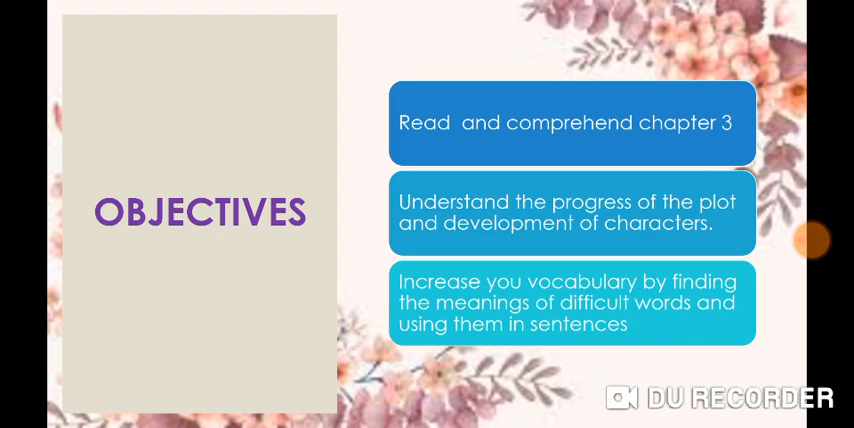 OBJECTIVES
Read  and comprehend chapter 3
Understand the progress of the plot
and development of characters.
Increase you vocabulary by finding
the meanings of difficult words and
using them in sentences
DU RECORDER